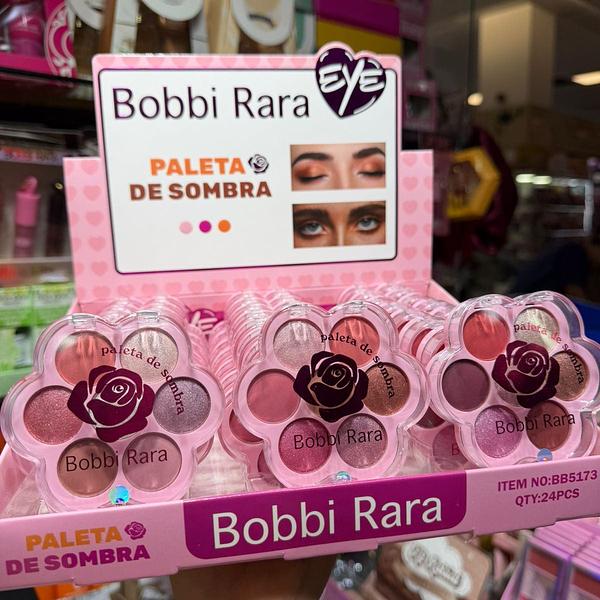 EYE
Bobbi Rara
PALETA
DE SOMBRA
paleta de sombra
Bobbi Rara
paleta de sombra
Bobbi Rara
paleta de sombra
Bobbi Rara
PALETA
DE SOMBRA
Bobbi Rara
ITEM NO:BB5173
QTY:24PCS